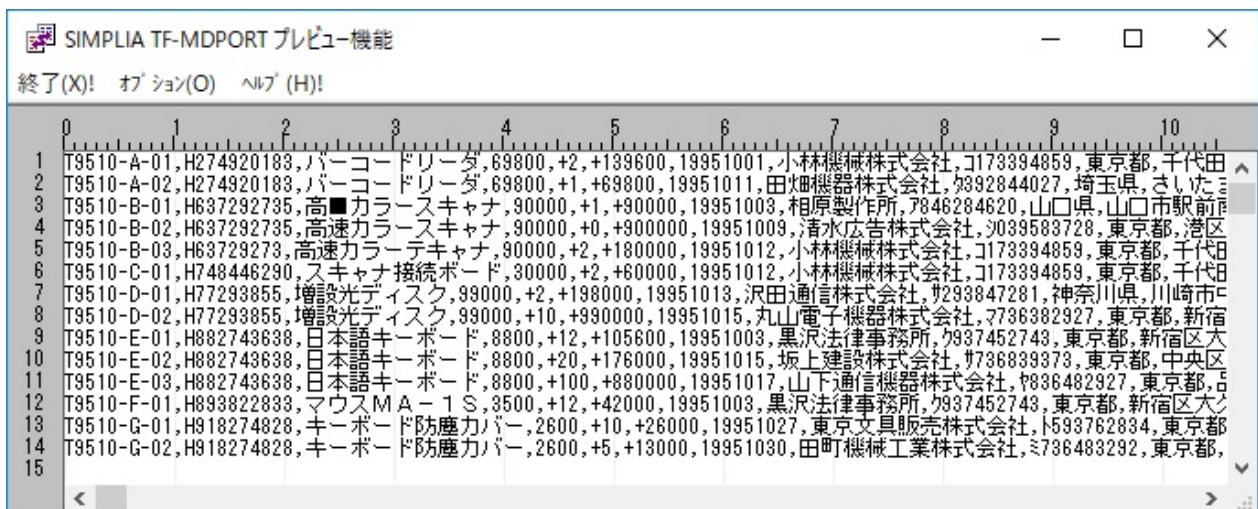 SIMPLIA TF-MDPORT プレビュー機能
終了(X)! オプション(O) ヘルプ(H)!
0 1 2 3 4 5 6 7 8 9 10
1 T9510-A-01,H274920183,バーコードリーダ,69800,+2,+139600,19951001,小林機械株式会社,コ173394859,東京都,千代田
2 T9510-A-02,H274920183,バーコードリーダ,69800,+1,+69800,19951011,田畑機器株式会社,タ392844027,埼玉県,さいたま
3 T9510-B-01,H637292735,高■カラースキャナ,90000,+1,+90000,19951003,相原製作所,ア846284620,山口県,山口市駅前南
4 T9510-B-02,H637292735,高速カラースキャナ,90000,+0,+900000,19951009,清水広告株式会社,シ039583728,東京都,港区
5 T9510-B-03,H63729273,高速カラーテキャナ,90000,+2,+180000,19951012,小林機械株式会社,コ173394859,東京都,千代田
6 T9510-C-01,H748446290,スキャナ接続ボード,30000,+2,+60000,19951012,小林機械株式会社,コ173394859,東京都,千代田
7 T9510-D-01,H77293855,増設光ディスク,99000,+2,+198000,19951013,沢田通信株式会社,サ293847281,神奈川県,川崎市中
8 T9510-D-02,H77293855,増設光ディスク,99000,+10,+990000,19951015,丸山電子機器株式会社,マ736382927,東京都,新宿
9 T9510-E-01,H882743638,日本語キーボード,8800,+12,+105600,19951003,黒沢法律事務所,ク937452743,東京都,新宿区大
10 T9510-E-02,H882743638,日本語キーボード,8800,+20,+176000,19951015,坂上建設株式会社,サ736839373,東京都,中央区
11 T9510-E-03,H882743638,日本語キーボード,8800,+100,+880000,19951017,山下通信機器株式会社,ヤ836482927,東京都,品
12 T9510-F-01,H893822833,マウスMA－1S,3500,+12,+42000,19951003,黒沢法律事務所,ク937452743,東京都,新宿区大久
13 T9510-G-01,H918274828,キーボード防塵カバー,2600,+10,+26000,19951027,東京文具販売株式会社,ト593762834,東京都
14 T9510-G-02,H918274828,キーボード防塵カバー,2600,+5,+13000,19951030,田町機械工業株式会社,ミ736483292,東京都,
15